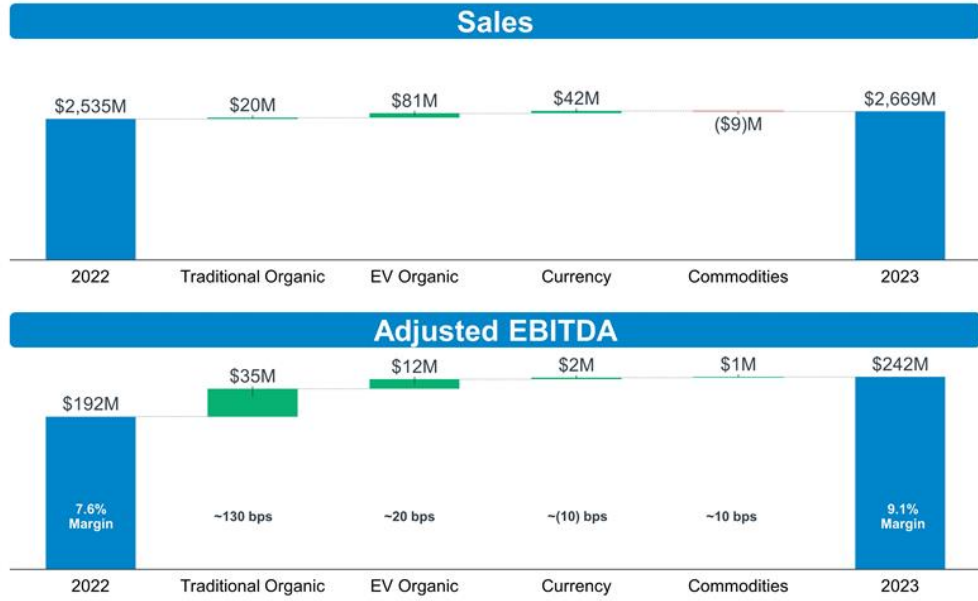 Sales
$2,535M
$20M
$81M
$42M
($9)M
$2,669M
2022
Traditional Organic
EV Organic
Currency
Commodities
2023
Adjusted EBITDA
$192M
$35M
$12M
$2M
$1M
$242M
7.6%
Margin
~130 bps
~20 bps
~(10) bps
~10 bps
9.1%
Margin
2022
Traditional Organic
EV Organic
Currency
Commodities
2023